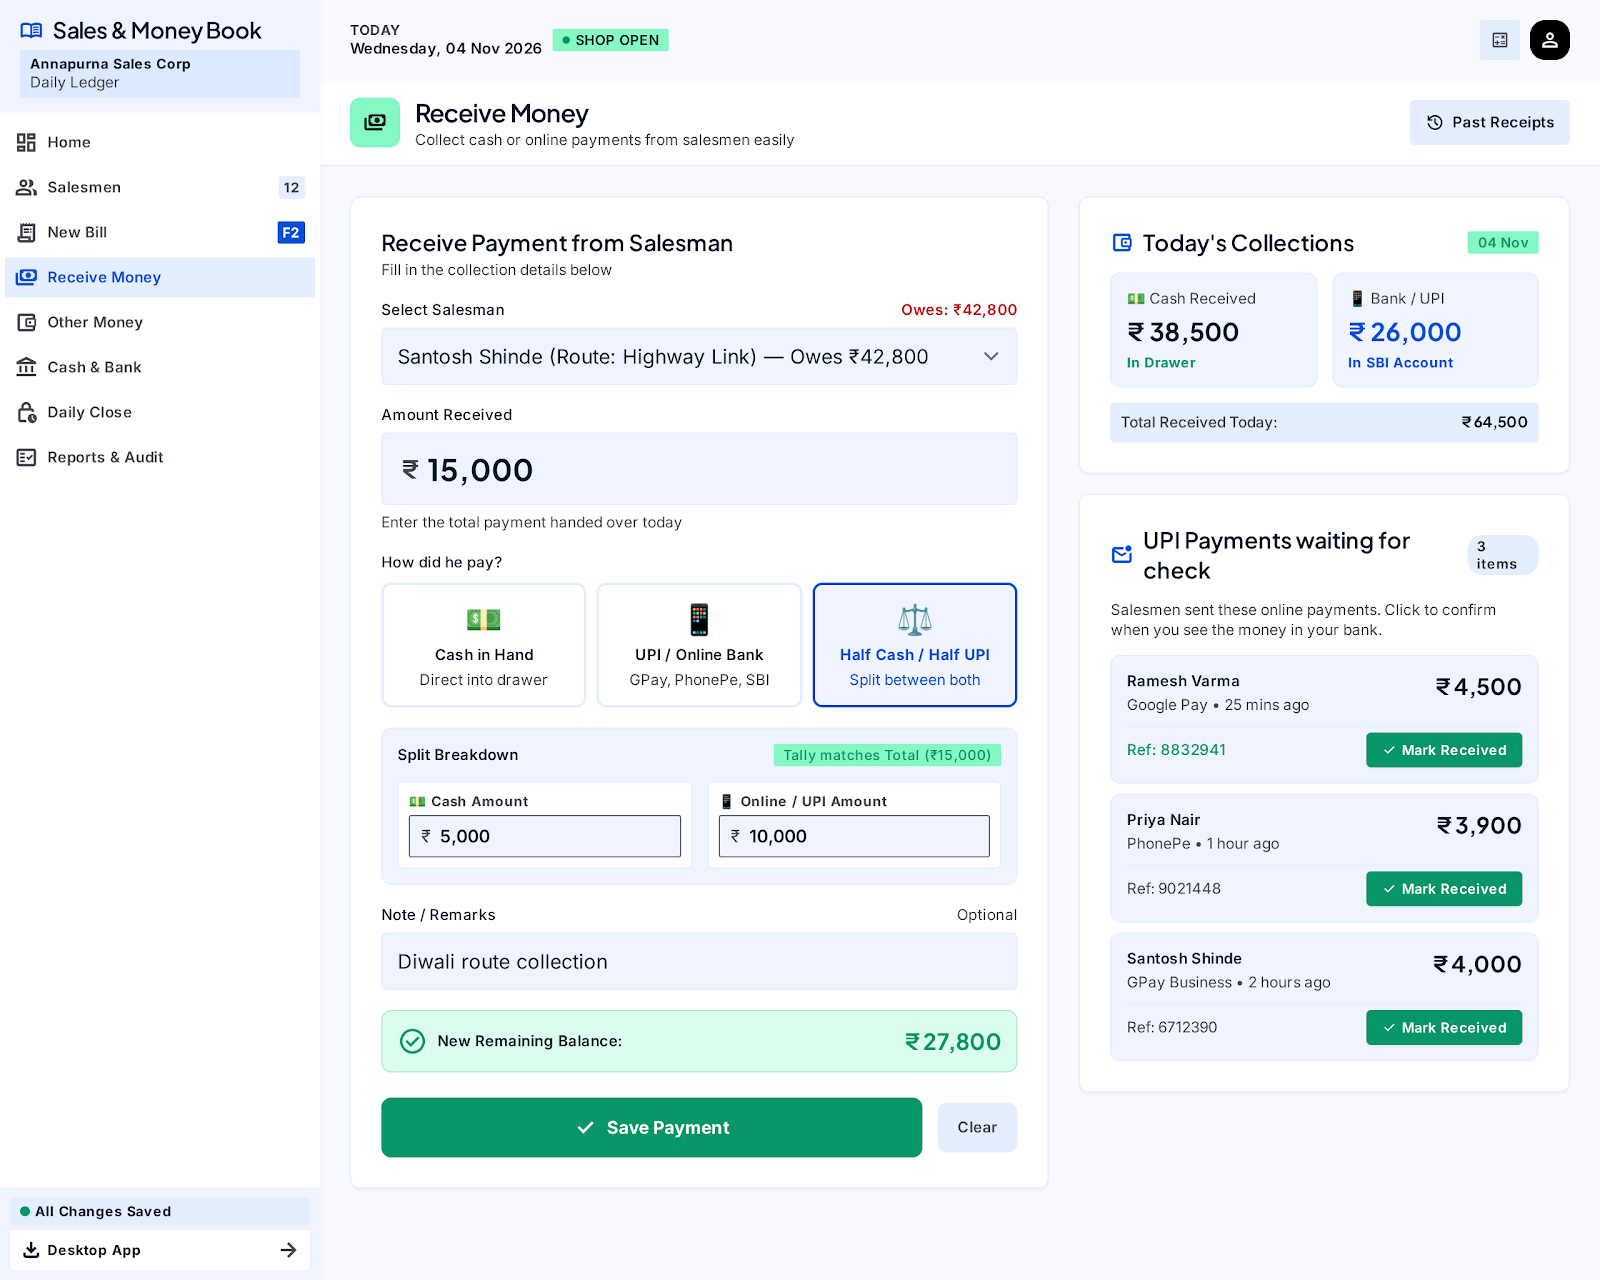 Sales & Money Book
Annapurna Sales Corp
Daily Ledger
Home
Salesmen
12
New Bill
F2
Receive Money
Other Money
Cash & Bank
Daily Close
Reports & Audit
All Changes Saved
Desktop App
TODAY
Wednesday, 04 Nov 2026
SHOP OPEN
Receive Money
Collect cash or online payments from salesmen easily
Past Receipts
Receive Payment from Salesman
Fill in the collection details below
Select Salesman
Owes: ₹42,800
Santosh Shinde (Route: Highway Link) — Owes ₹42,800
Amount Received
₹ 15,000
Enter the total payment handed over today
How did he pay?
Cash in Hand
Direct into drawer
UPI / Online Bank
GPay, PhonePe, SBI
Half Cash / Half UPI
Split between both
Split Breakdown
Tally matches Total (₹15,000)
Cash Amount
₹ 5,000
Online / UPI Amount
₹ 10,000
Note / Remarks
Optional
Diwali route collection
New Remaining Balance:
₹27,800
Save Payment
Clear
Today's Collections
04 Nov
Cash Received
₹38,500
In Drawer
Bank / UPI
₹26,000
In SBI Account
Total Received Today:
₹64,500
UPI Payments waiting for
check
3
items
Salesmen sent these online payments. Click to confirm
when you see the money in your bank.
Ramesh Varma
₹4,500
Google Pay • 25 mins ago
Ref: 8832941
Mark Received
Priya Nair
₹3,900
PhonePe • 1 hour ago
Ref: 9021448
Mark Received
Santosh Shinde
₹4,000
GPay Business • 2 hours ago
Ref: 6712390
Mark Received